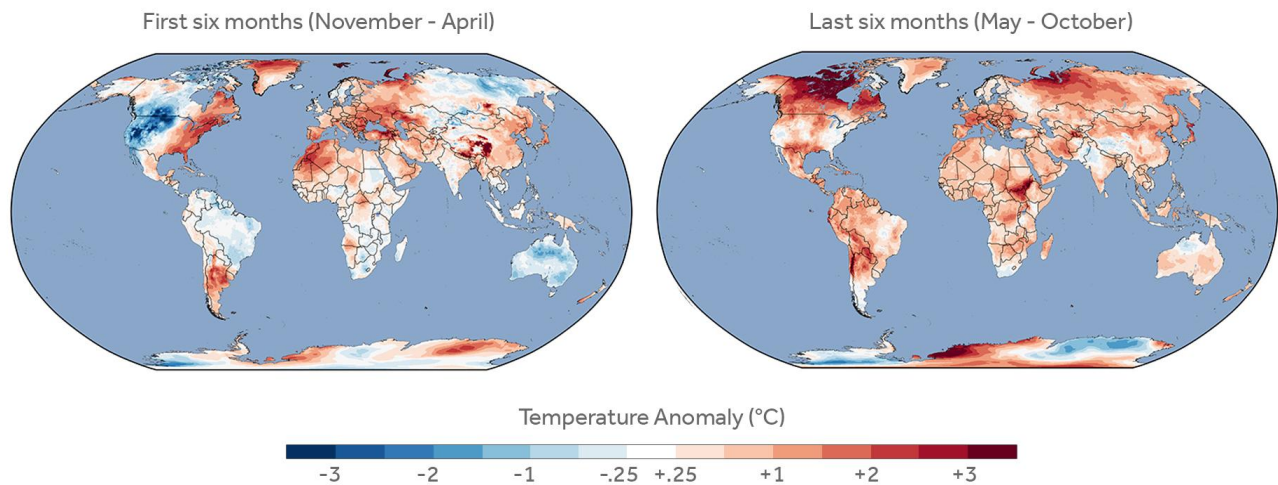 First six months (November - April)
Last six months (May - October)
Temperature Anomaly (°C)
-3 -2 -1 -.25 +.25 +1 +2 +3